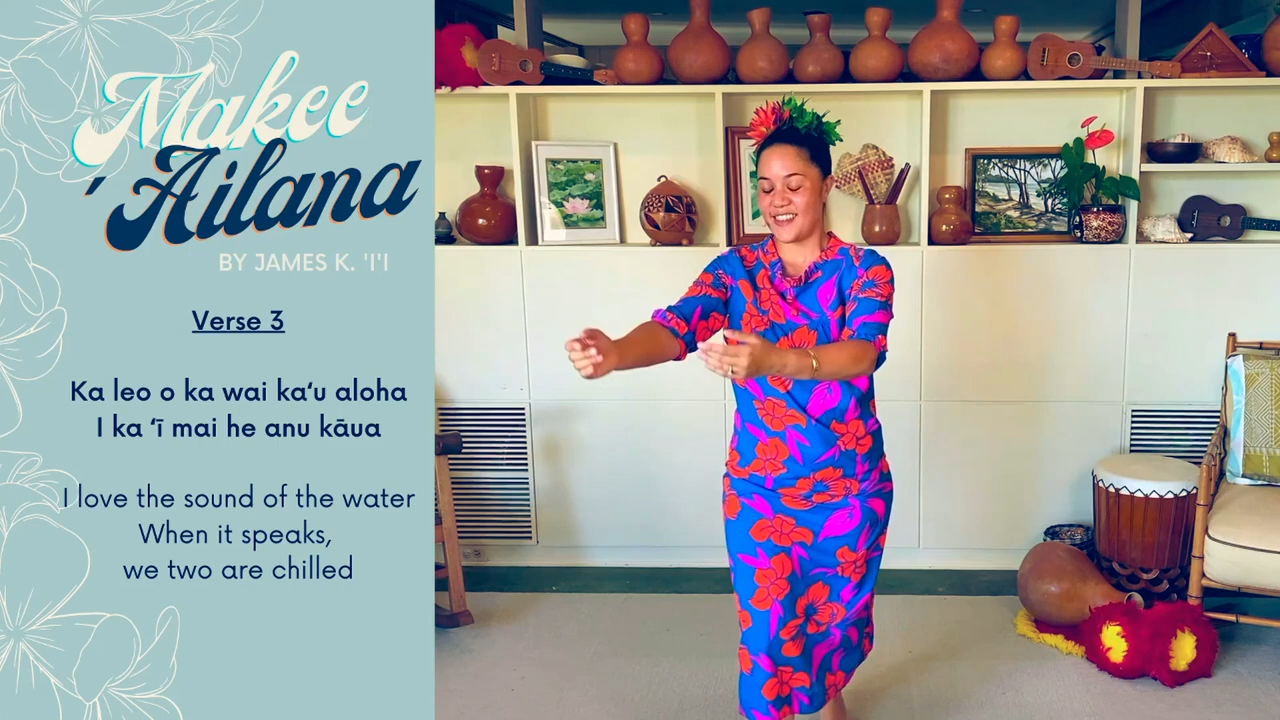 Makee
'Ailana
BY JAMES K. 'I'I
Verse 3
Ka leo o ka wai ka‘u aloha
I ka ‘ī mai he anu kāua
I love the sound of the water
When it speaks,
we two are chilled